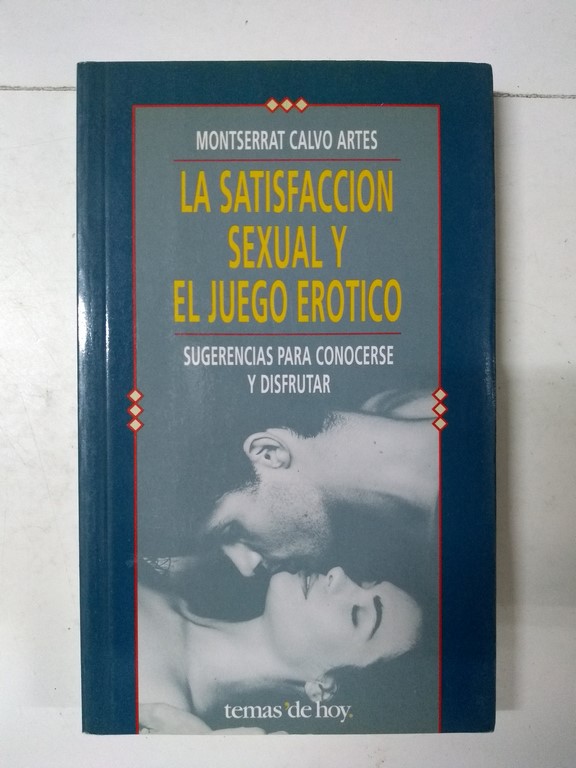 MONTSERRAT CALVO ARTES
LA SATISFACCION
SEXUAL Y
EL JUEGO EROTICO
SUGERENCIAS PARA CONOCERSE
Y DISFRUTAR
temas'de hoy.